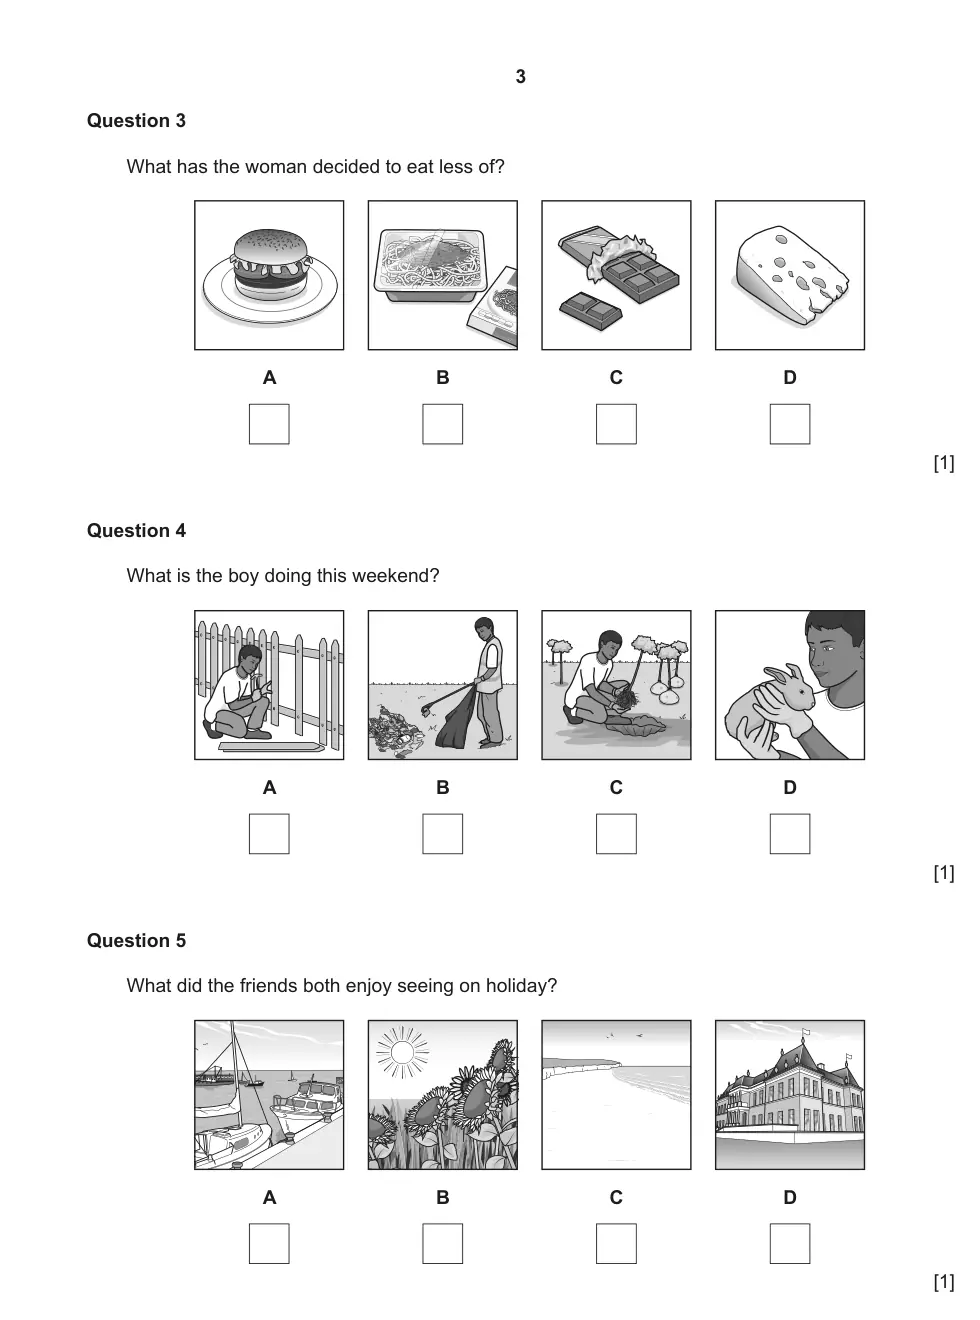 3
Question 3
What has the woman decided to eat less of?
A B C D
[1]
Question 4
What is the boy doing this weekend?
A B C D
[1]
Question 5
What did the friends both enjoy seeing on holiday?
A B C D
[1]